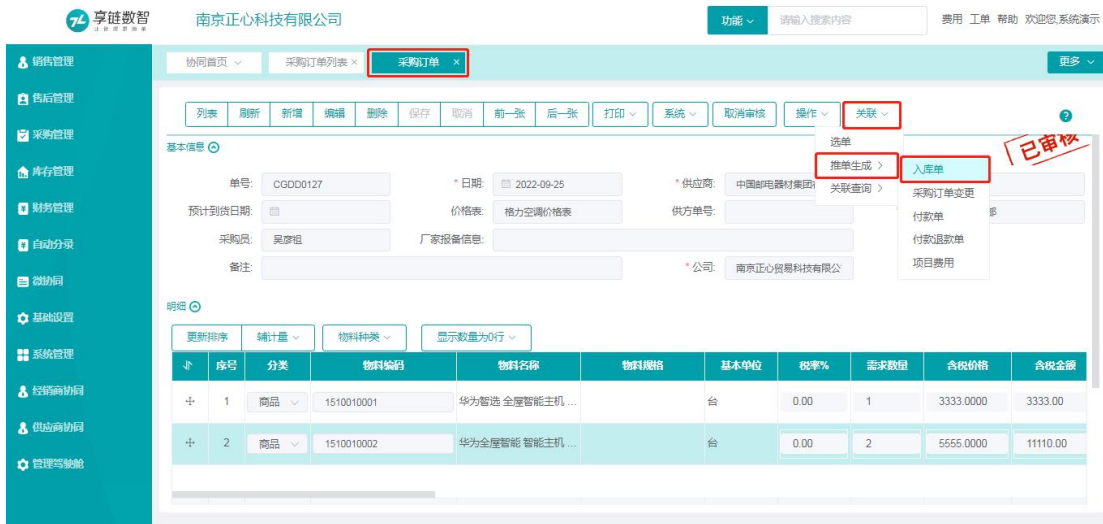 享链数智
南京正心科技有限公司
功能
请输入搜索内容
费用 工单 帮助 欢迎您,系统演示
销售管理
售后管理
采购管理
库存管理
财务管理
自动分录
微协同
基础设置
系统管理
经销商协同
供应商协同
管理驾驶舱
协同首页
采购订单列表 ×
采购订单 ×
更多
列表 刷新 新增 编辑 删除 保存 取消 前一张 后一张 打印 系统 取消审核 操作 关联
选单
推单生成 >
关联查询 >
入库单
采购订单变更
付款单
付款退款单
项目费用
已审核
基本信息
单号: CGDD0127 * 日期: 2022-09-25 * 供应商: 中国邮电器材集团
预计到货日期: 价格表: 格力空调价格表 供方单号:
采购员: 吴彦祖 厂家报备信息:
备注: * 公司: 南京正心贸易科技有限公
明细
更新排序 辅计量 物料种类 显示数量为0行
序号 分类 物料编码 物料名称 物料规格 基本单位 税率% 需求数量 含税价格 含税金额
1 商品 1510010001 华为智选 全屋智能主机 ... 台 0.00 1 3333.0000 3333.00
2 商品 1510010002 华为全屋智能 智能主机 ... 台 0.00 2 5555.0000 11110.00